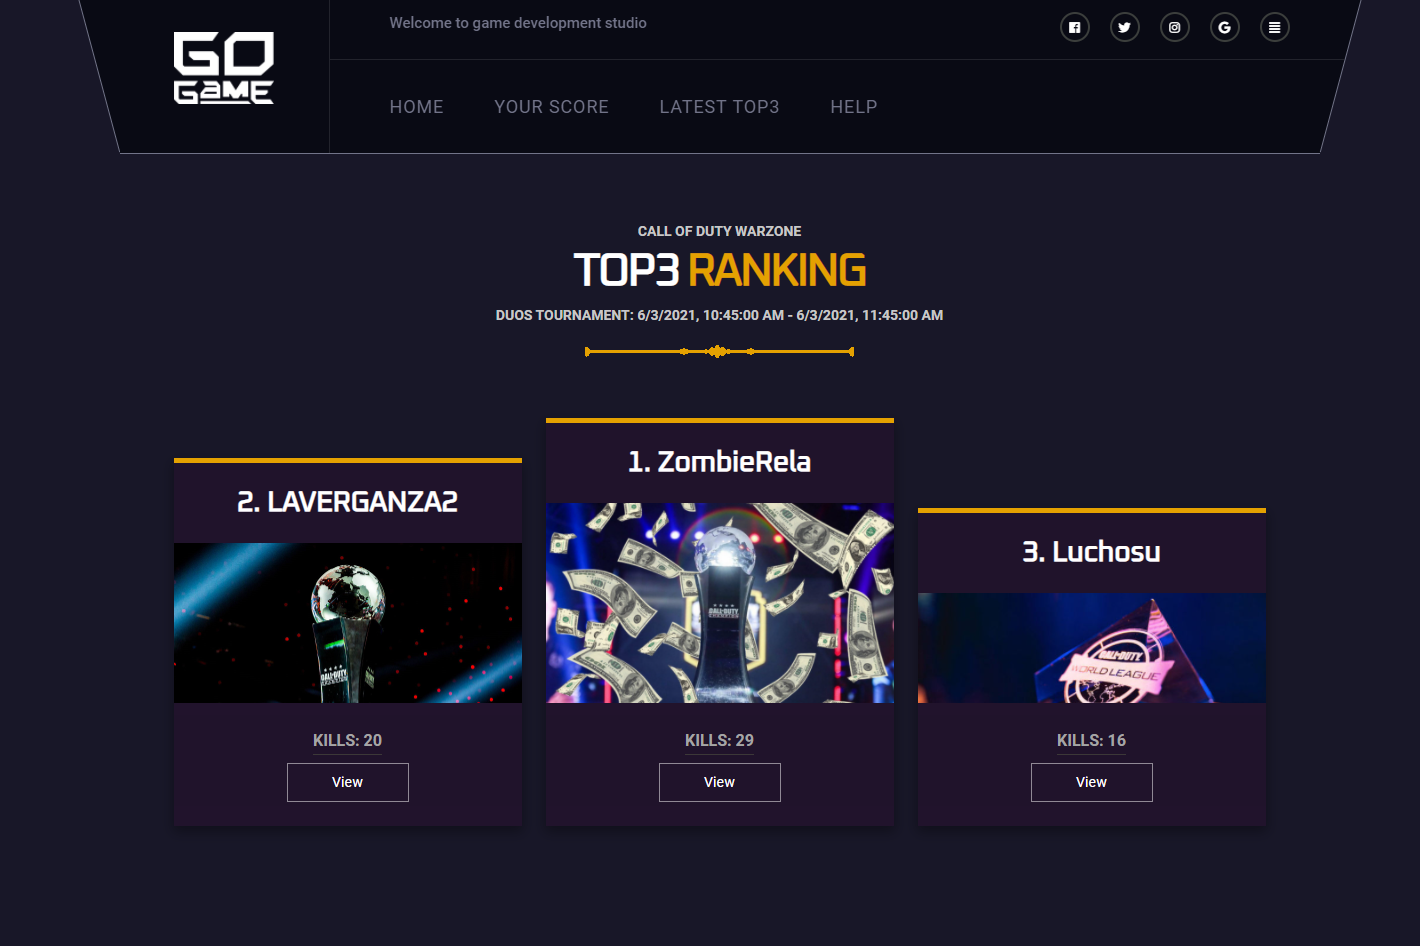 GO
GAME
Welcome to game development studio
HOME YOUR SCORE LATEST TOP3 HELP
CALL OF DUTY WARZONE
TOP3 RANKING
DUOS TOURNAMENT: 6/3/2021, 10:45:00 AM - 6/3/2021, 11:45:00 AM
2. LAVERGANZA2
CALL·DUTY
KILLS: 20
View
1. ZombieRela
CALL·DUTY
KILLS: 29
View
3. Luchosu
CALL·DUTY
WORLD LEAGUE
KILLS: 16
View